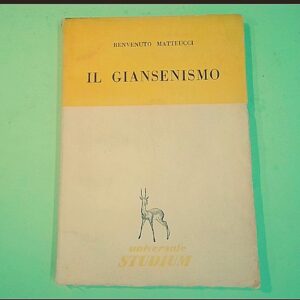 BENVENUTO MATTEUCCI
IL GIANSENISMO
universale
STUDIUM